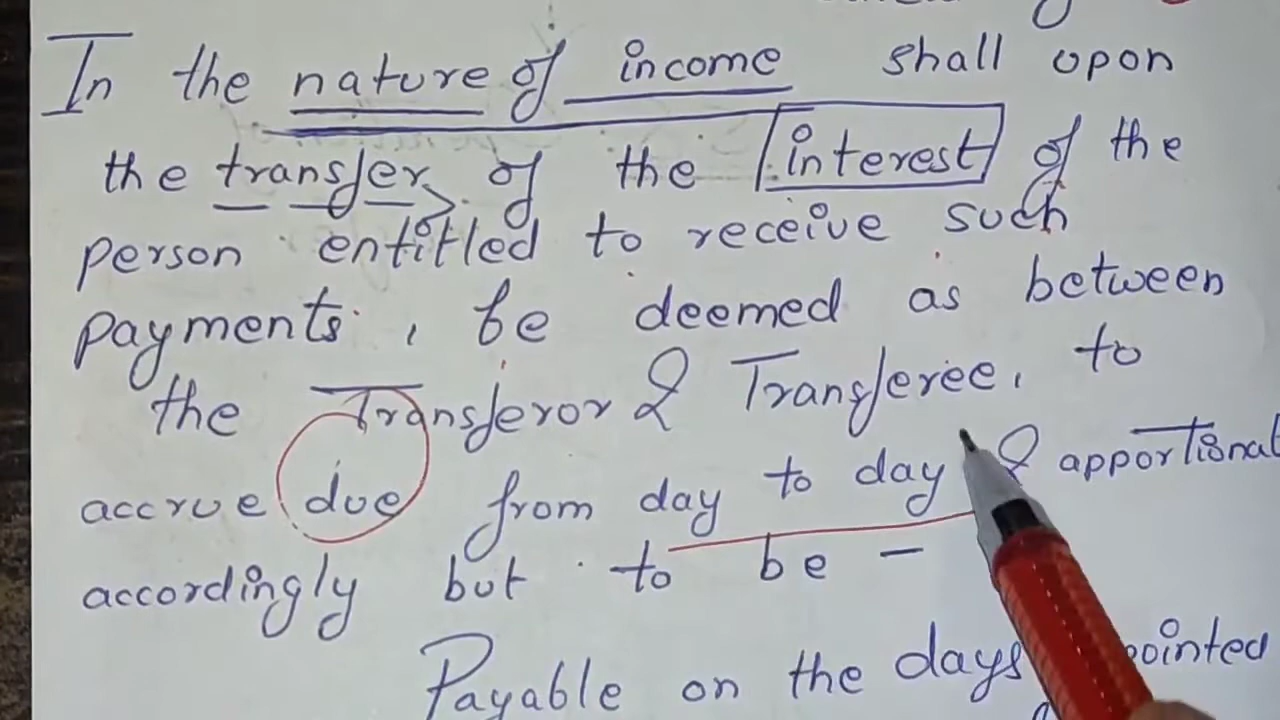 In the nature of income shall upon
the transfer of the interest of the
person entitled to receive such
payments, be deemed as between
the Transferor & Transferee, to
accrue due from day to day & apportional
accordingly but to be –
Payable on the days